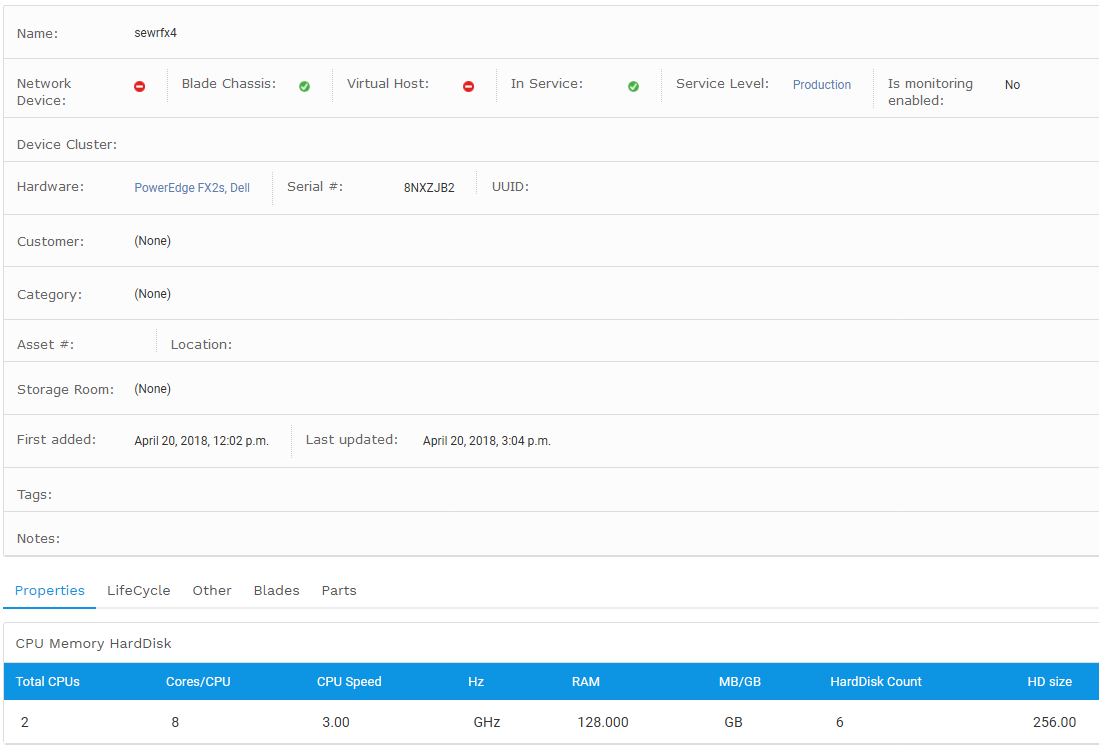 Name: sewrfx4
Network Device: Blade Chassis: Virtual Host: In Service: Service Level: Production Is monitoring enabled: No
Device Cluster:
Hardware: PowerEdge FX2s, Dell Serial #: 8NXZJB2 UUID:
Customer: (None)
Category: (None)
Asset #: Location:
Storage Room: (None)
First added: April 20, 2018, 12:02 p.m. Last updated: April 20, 2018, 3:04 p.m.
Tags:
Notes:
Properties LifeCycle Other Blades Parts
CPU Memory HardDisk
Total CPUs Cores/CPU CPU Speed Hz RAM MB/GB HardDisk Count HD size
2 8 3.00 GHz 128.000 GB 6 256.00